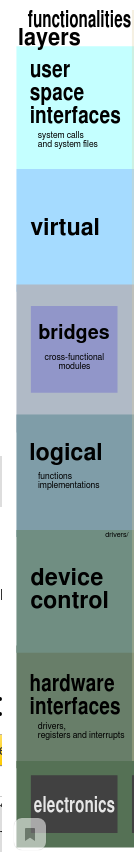 functionalities
layers
user
space
interfaces
system calls
and system files
virtual
bridges
cross-functional
modules
logical
functions
implementations
drivers/
device
control
hardware
interfaces
drivers,
registers and interrupts
electronics